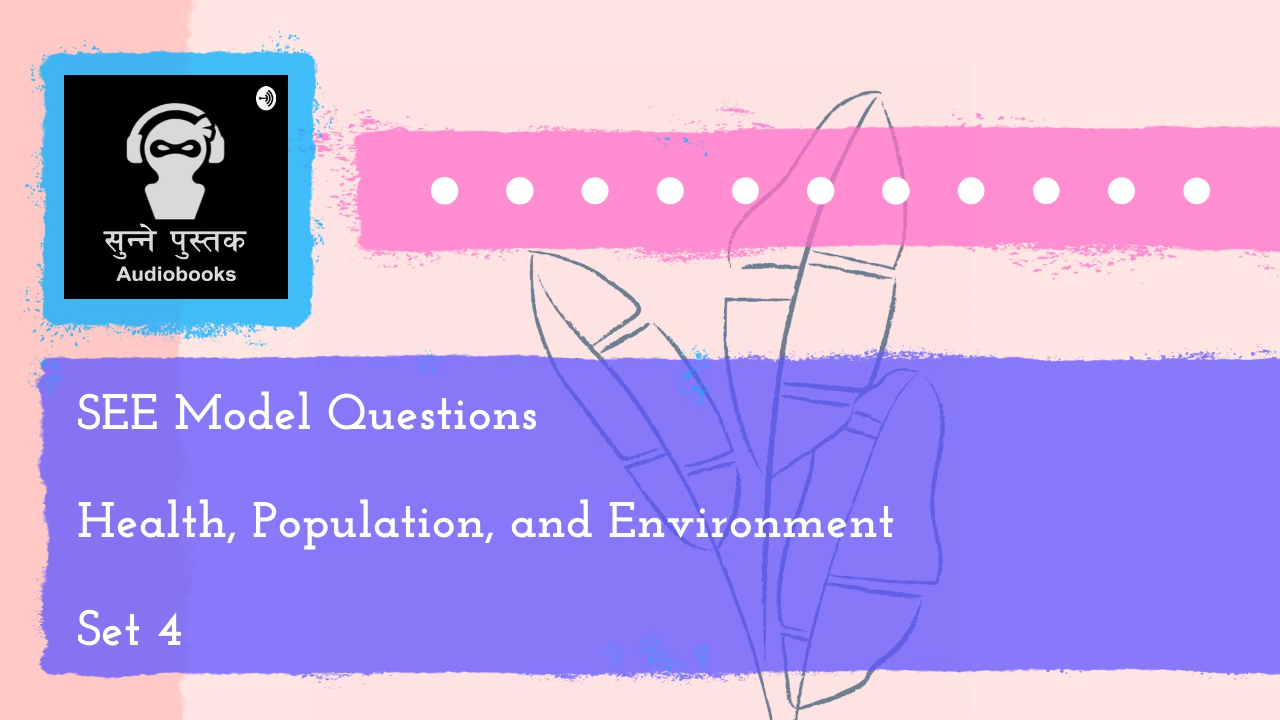 सुन्ने पुस्तक
Audiobooks
SEE Model Questions
Health, Population, and Environment
Set 4